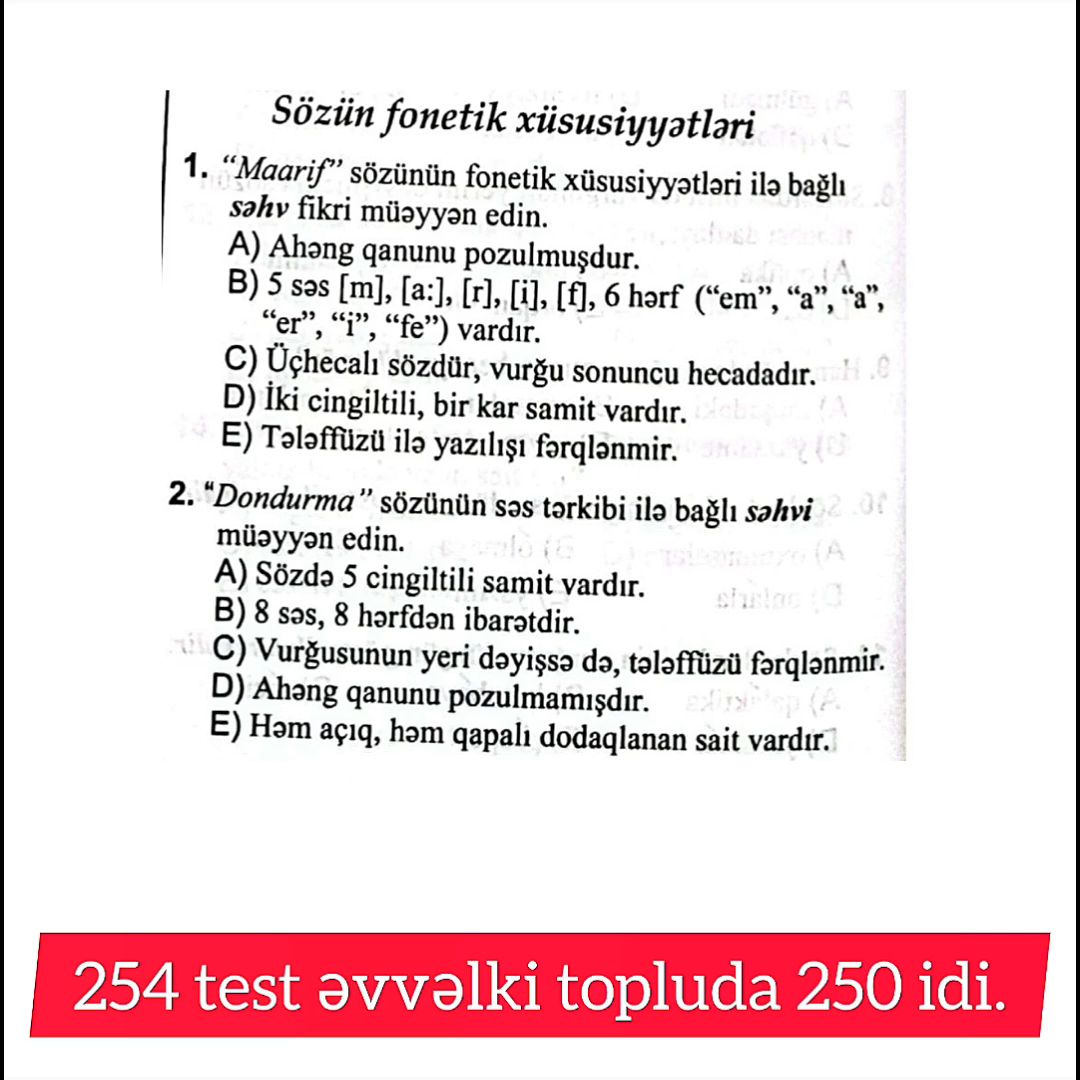 Sözün fonetik xüsusiyyətləri
1. “Maarif” sözünün fonetik xüsusiyyətləri ilə bağlı
səhv fikri müəyyən edin.
A) Ahəng qanunu pozulmuşdur.
B) 5 səs [m], [a:], [r], [i], [f], 6 hərf (“em”, “a”, “a”,
“er”, “i”, “fe”) vardır.
C) Üçhecalı sözdür, vurğu sonuncu hecadadır.
D) İki cingiltili, bir kar samit vardır.
E) Tələffüzü ilə yazılışı fərqlənmir.
2. “Dondurma” sözünün səs tərkibi ilə bağlı səhvi
müəyyən edin.
A) Sözdə 5 cingiltili samit vardır.
B) 8 səs, 8 hərfdən ibarətdir.
C) Vurğusunun yeri dəyişsə də, tələffüzü fərqlənmir.
D) Ahəng qanunu pozulmamışdır.
E) Həm açıq, həm qapalı dodaqlanan sait vardır.
254 test əvvəlki topluda 250 idi.